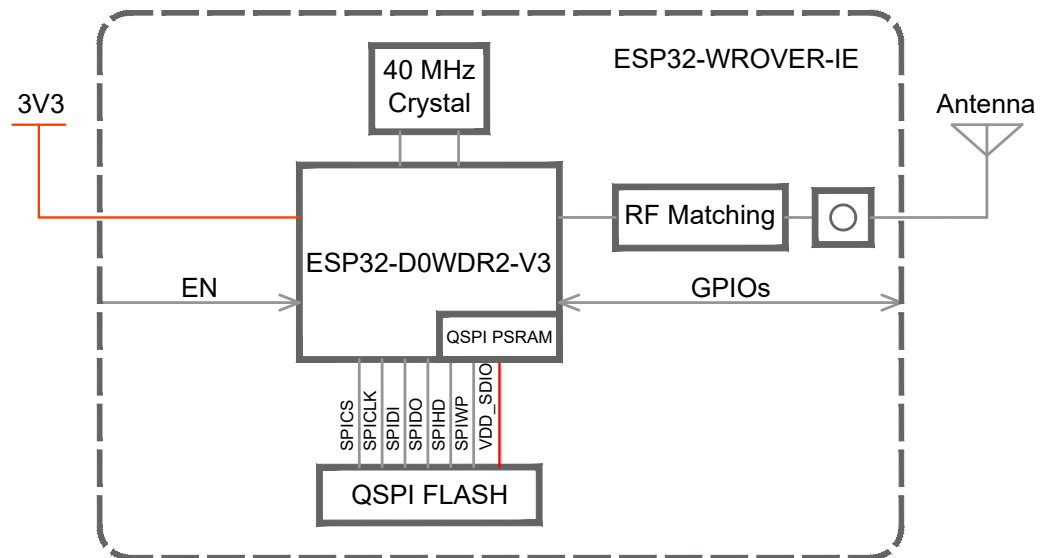 40 MHz
Crystal
ESP32-WROVER-IE
3V3
Antenna
RF Matching
ESP32-D0WDR2-V3
EN
GPIOs
QSPI PSRAM
SPICS
SPICLK
SPIDI
SPIDO
SPIHD
SPIWP
VDD_SDIO
QSPI FLASH